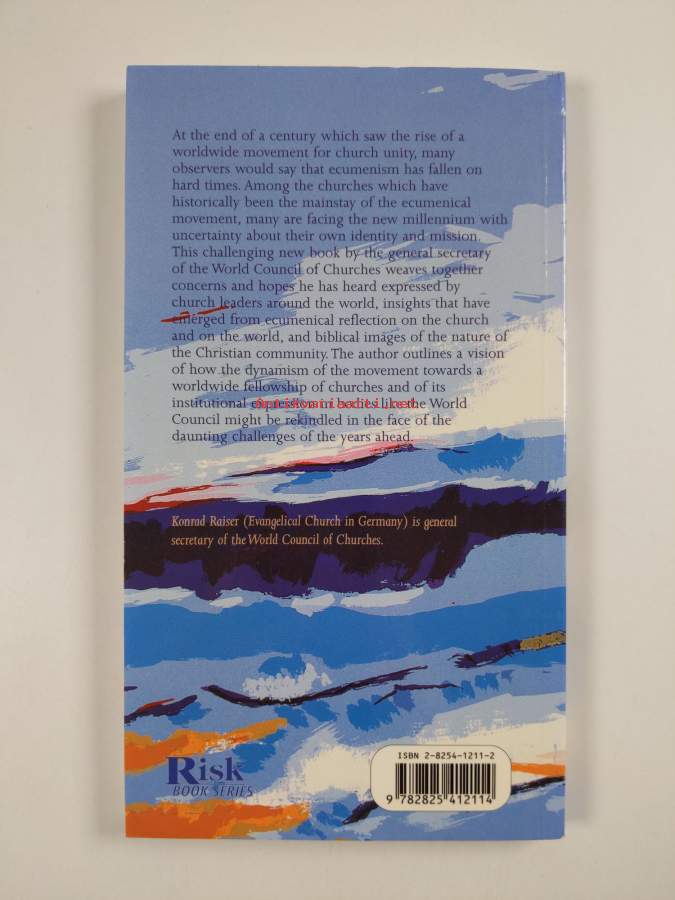 At the end of a century which saw the rise of a
worldwide movement for church unity, many
observers would say that ecumenism has fallen on
hard times. Among the churches which have
historically been the mainstay of the ecumenical
movement, many are facing the new millennium with
uncertainty about their own identity and mission.
This challenging new book by the general secretary
of the World Council of Churches weaves together
concerns and hopes he has heard expressed by
church leaders around the world, insights that have
emerged from ecumenical reflection on the church
and on the world, and biblical images of the nature of
the Christian community. The author outlines a vision
of how the dynamism of the movement towards a
worldwide fellowship of churches and of its
institutional expression in bodies like the World
Council might be rekindled in the face of the
daunting challenges of the years ahead.
Konrad Raiser (Evangelical Church in Germany) is general
secretary of the World Council of Churches.
Risk
BOOK SERIES
ISBN 2-8254-1211-2
9 782825 412114